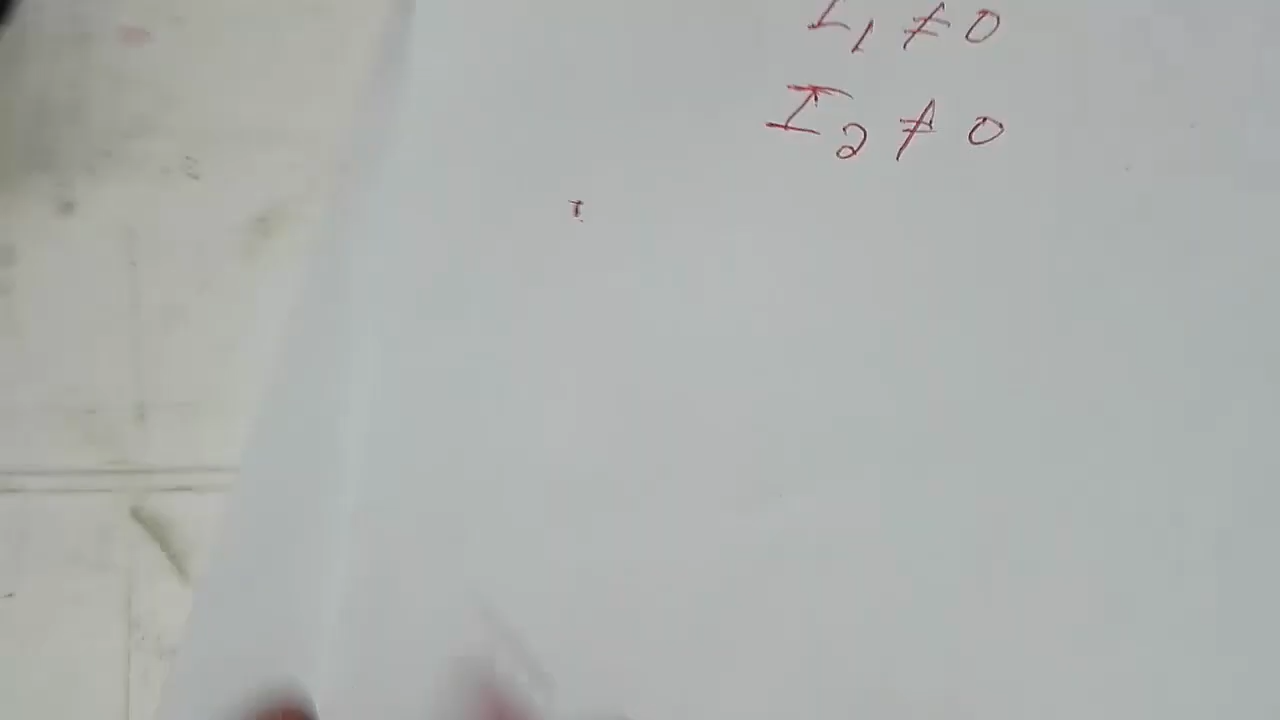 I₁ ≠ 0
I₂ ≠ 0